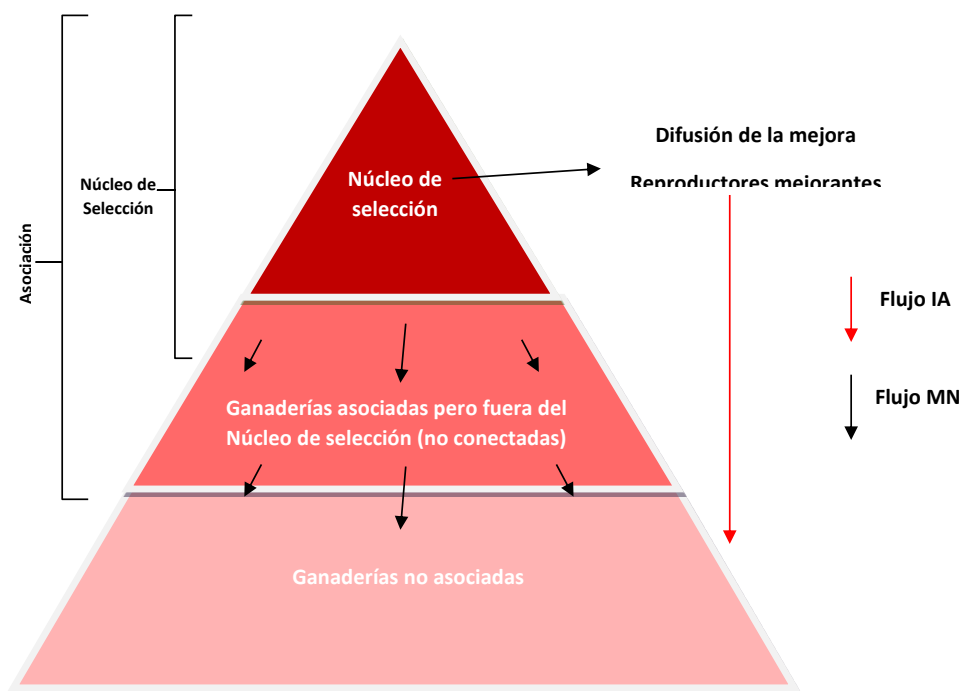 Difusión de la mejora
Reproductores mejorantes
Núcleo de
selección
Núcleo de
Selección
Asociación
Flujo IA
Flujo MN
Ganaderías asociadas pero fuera del
Núcleo de selección (no conectadas)
Ganaderías no asociadas